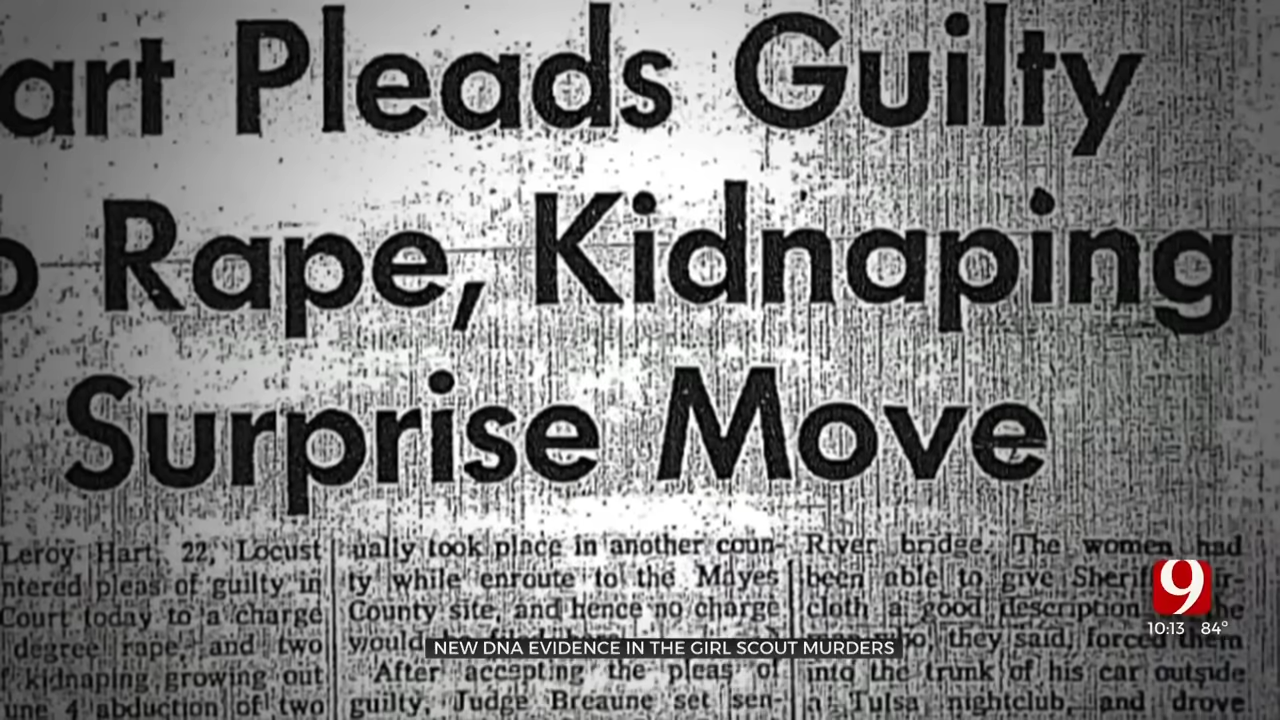 art Pleads Guilty
o Rape, Kidnaping
Surprise Move
Leroy Hart, 22, Locust
ntered pleas of guilty in
Court today to a charge
degree rape, and two
f kidnaping growing out
une 4 abduction of two
ually took place in another coun-
ty while enroute to the Mayes
County site, and hence no charge
would
After accepting the pleas of
guilty, Judge Breaune set sen-
River bridge. The women had
been able to give Sheriff
cloth a good description
they said, forced them
into the trunk of his car outside
a Tulsa nightclub, and drove
9
10:13 84°
NEW DNA EVIDENCE IN THE GIRL SCOUT MURDERS